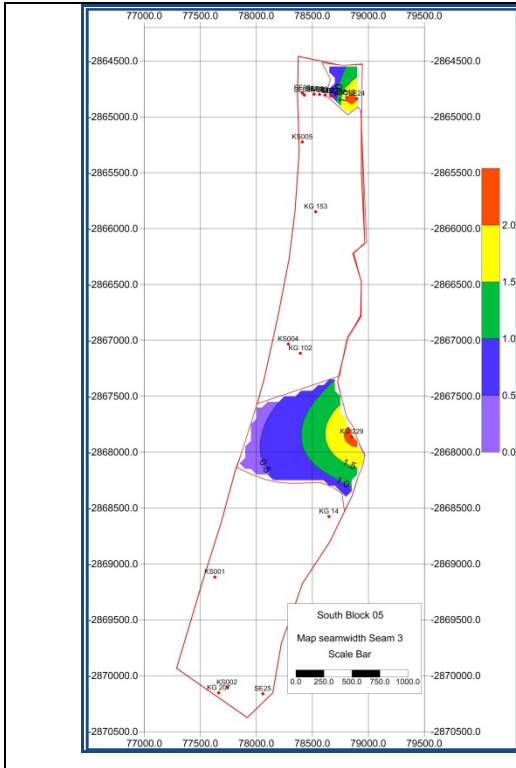 77000.0 77500.0 78000.0 78500.0 79000.0 79500.0
-2864500.0 -2864500.0
SE24
-2865000.0 -2865000.0
KS005
-2865500.0 -2865500.0
KG 153
-2866000.0 -2866000.0
2.0
-2866500.0 -2866500.0
1.5
-2867000.0 -2867000.0
KS004
KG 102
1.0
-2867500.0 -2867500.0
0.5
KG 229
-2868000.0 -2868000.0
0.0
0.5
1.5
1.0
-2868500.0 -2868500.0
KG 14
-2869000.0 -2869000.0
KS001
-2869500.0 -2869500.0
South Block 05
Map seamwidth Seam 3
Scale Bar
0.0 250.0 500.0 750.0 1000.0
-2870000.0 -2870000.0
KS002
SE25
-2870500.0 -2870500.0
77000.0 77500.0 78000.0 78500.0 79000.0 79500.0